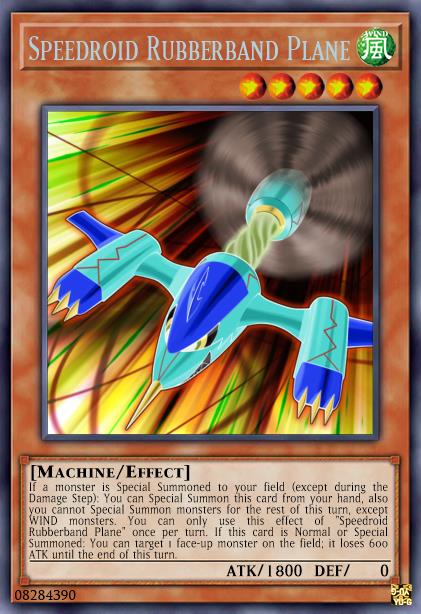 SPEEDROID RUBBERBAND PLANE
WIND
風
[MACHINE/EFFECT]
If a monster is Special Summoned to your field (except during the
Damage Step): You can Special Summon this card from your hand, also
you cannot Special Summon monsters for the rest of this turn, except
WIND monsters. You can only use this effect of "Speedroid
Rubberband Plane" once per turn. If this card is Normal or Special
Summoned: You can target 1 face-up monster on the field; it loses 600
ATK until the end of this turn.
ATK/1800 DEF/ 0
08284390